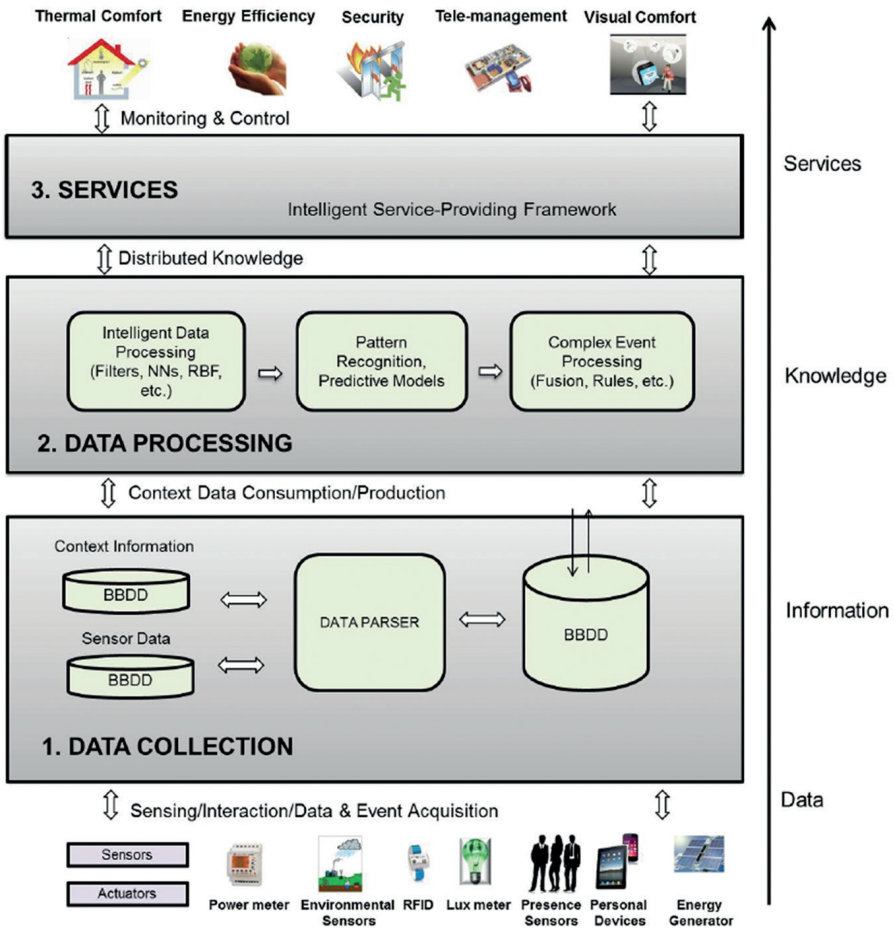 Thermal Comfort
Energy Efficiency
Security
Tele-management
Visual Comfort
Monitoring & Control
Services
3. SERVICES
Intelligent Service-Providing Framework
Distributed Knowledge
Intelligent Data
Processing
(Filters, NNs, RBF,
etc.)
Pattern
Recognition,
Predictive Models
Complex Event
Processing
(Fusion, Rules, etc.)
Knowledge
2. DATA PROCESSING
Context Data Consumption/Production
Context Information
BBDD
Sensor Data
BBDD
DATA PARSER
BBDD
Information
1. DATA COLLECTION
Data
Sensing/Interaction/Data & Event Acquisition
Sensors
Actuators
Power meter
Environmental
Sensors
RFID
Lux meter
Presence
Sensors
Personal
Devices
Energy
Generator